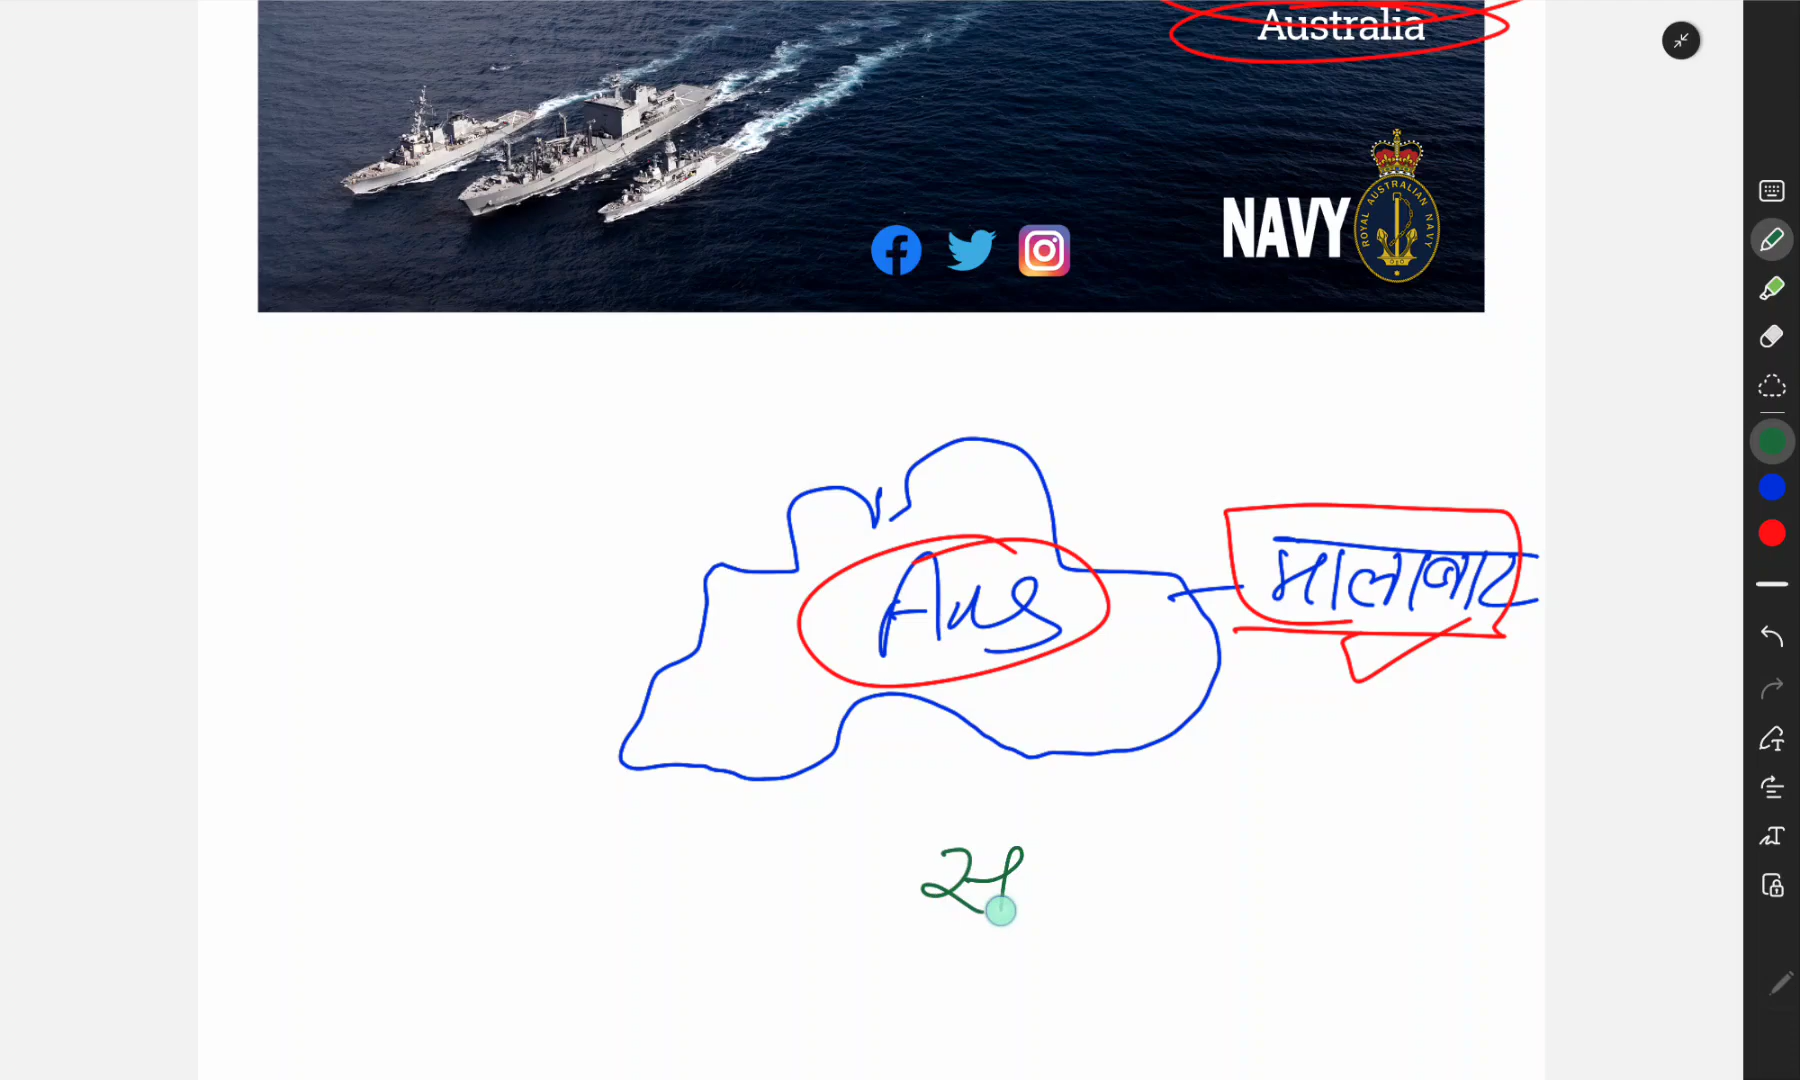 Australia
NAVY
ROYAL AUSTRALIAN NAVY
Aus
मालाबार